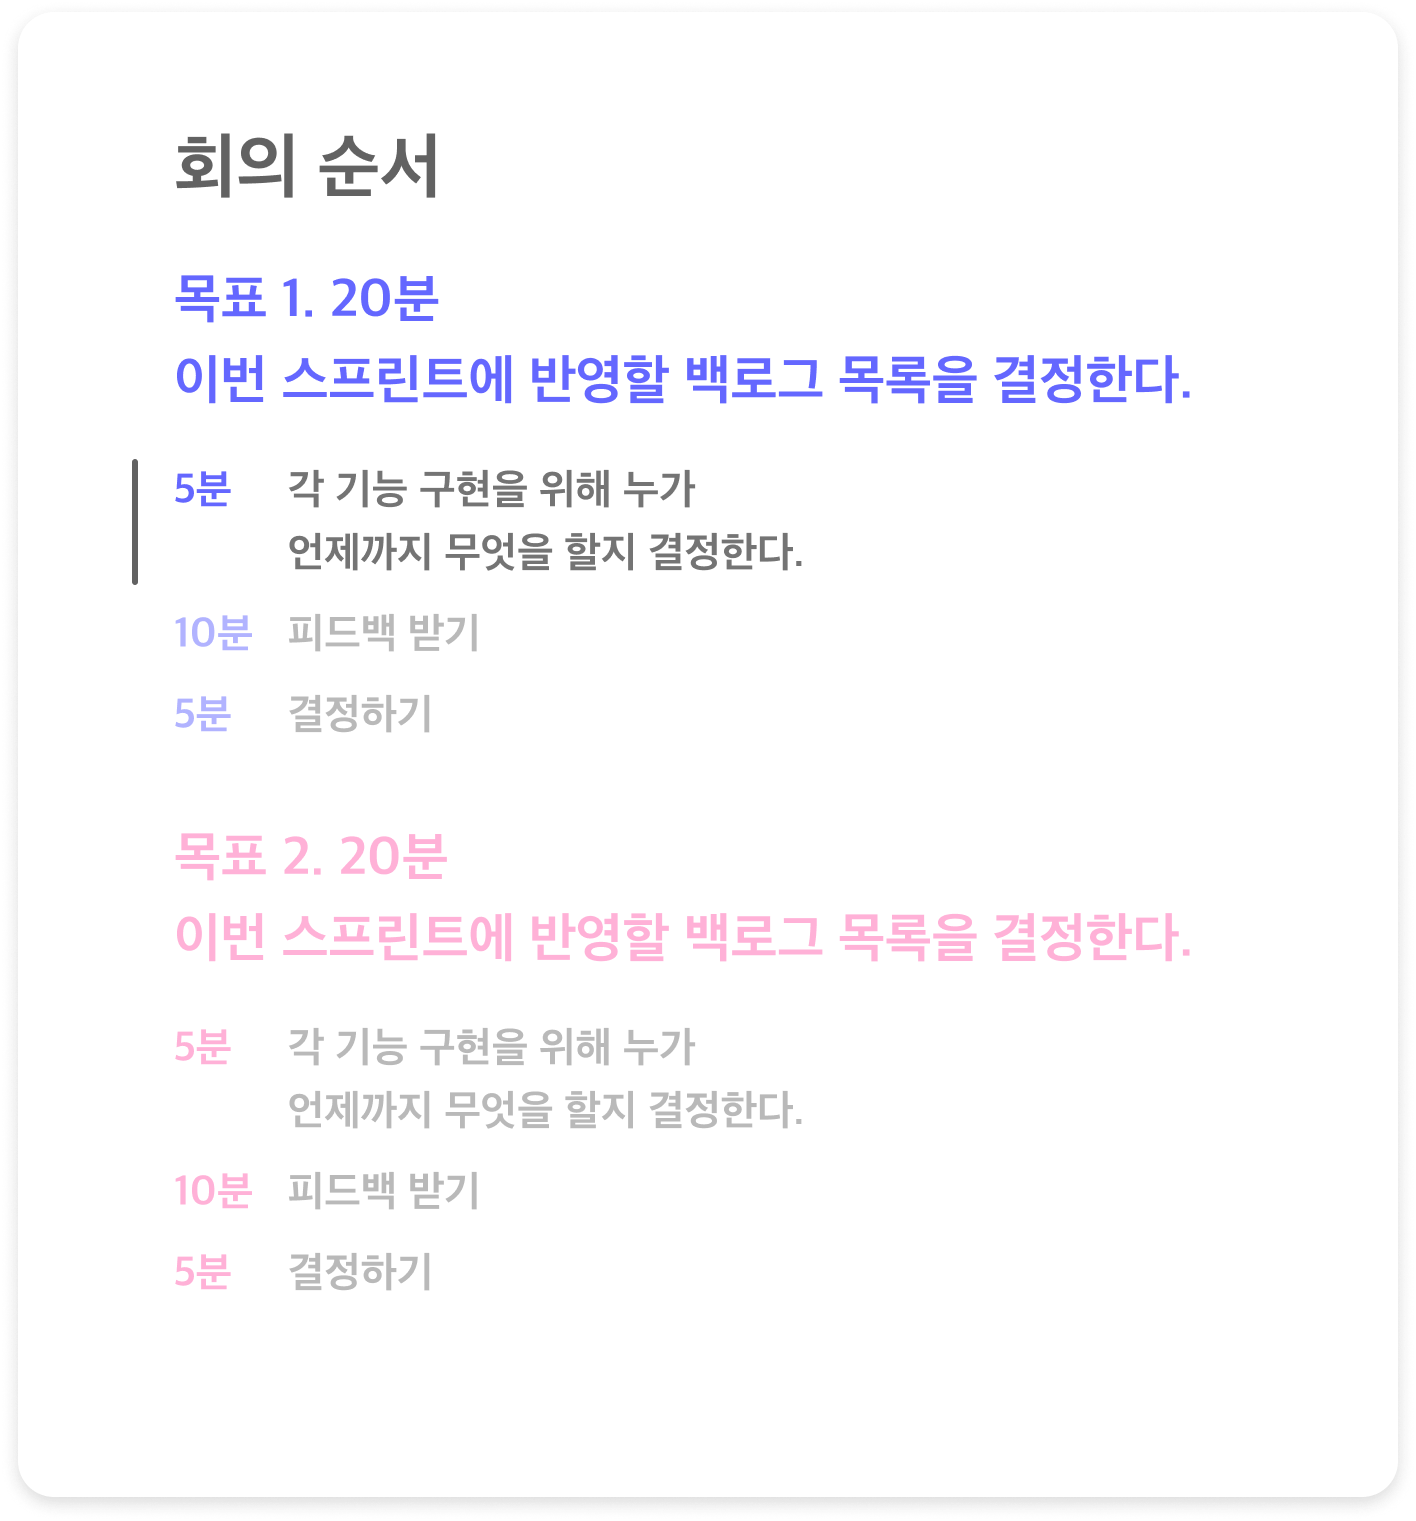 회의 순서
목표 1. 20분
이번 스프린트에 반영할 백로그 목록을 결정한다.
5분 각 기능 구현을 위해 누가
언제까지 무엇을 할지 결정한다.
10분 피드백 받기
5분 결정하기
목표 2. 20분
이번 스프린트에 반영할 백로그 목록을 결정한다.
5분 각 기능 구현을 위해 누가
언제까지 무엇을 할지 결정한다.
10분 피드백 받기
5분 결정하기